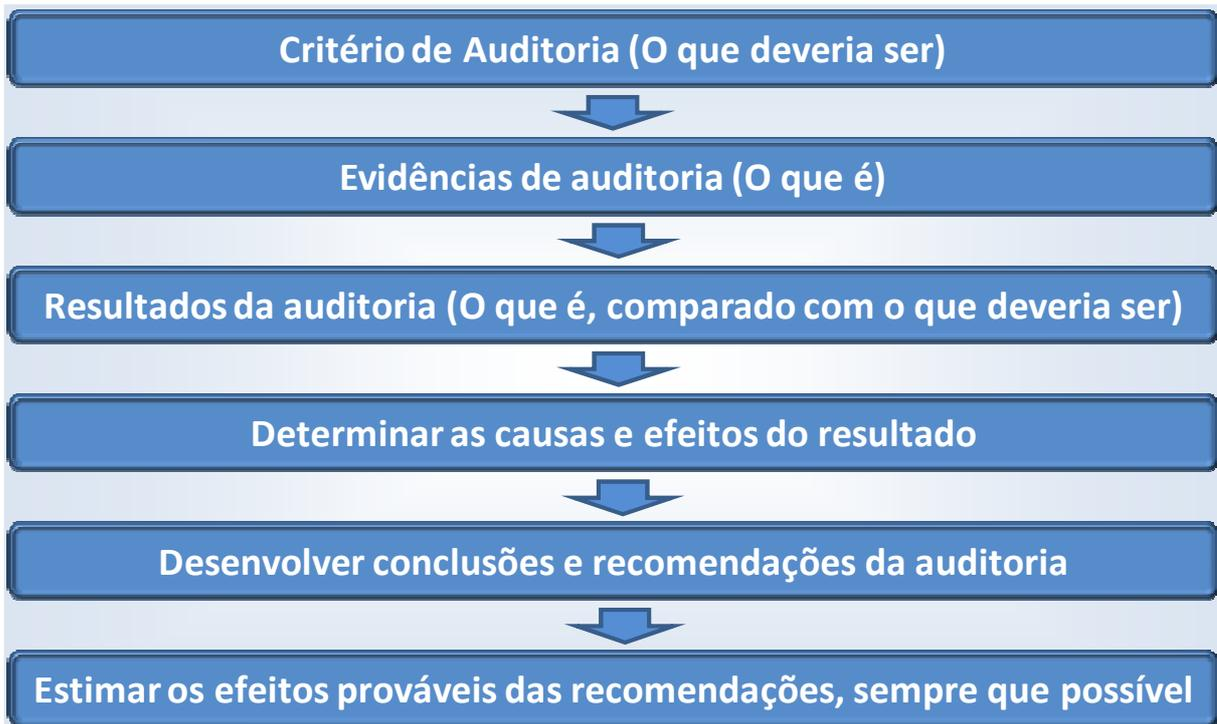 Critério de Auditoria (O que deveria ser)
Evidências de auditoria (O que é)
Resultados da auditoria (O que é, comparado com o que deveria ser)
Determinar as causas e efeitos do resultado
Desenvolver conclusões e recomendações da auditoria
Estimar os efeitos prováveis das recomendações, sempre que possível